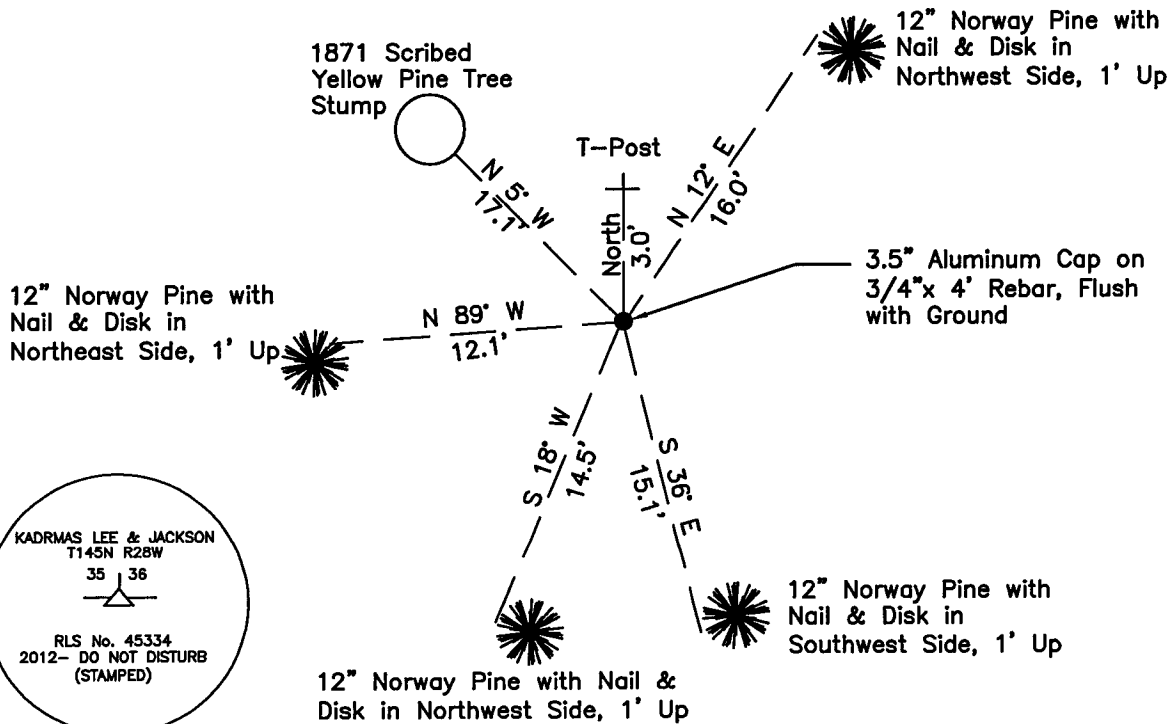 12" Norway Pine with
Nail & Disk in
Northwest Side, 1' Up
1871 Scribed
Yellow Pine Tree
Stump
T-Post
N 5° W
17.1'
North
3.0'
N 12° E
16.0'
3.5" Aluminum Cap on
3/4"x 4' Rebar, Flush
with Ground
12" Norway Pine with
Nail & Disk in
Northeast Side, 1' Up
N 89° W
12.1'
S 18° W
14.5'
S 36° E
15.1'
KADRMAS LEE & JACKSON
T145N R28W
35 36
RLS No. 45334
2012- DO NOT DISTURB
(STAMPED)
12" Norway Pine with
Nail & Disk in
Southwest Side, 1' Up
12" Norway Pine with Nail &
Disk in Northwest Side, 1' Up